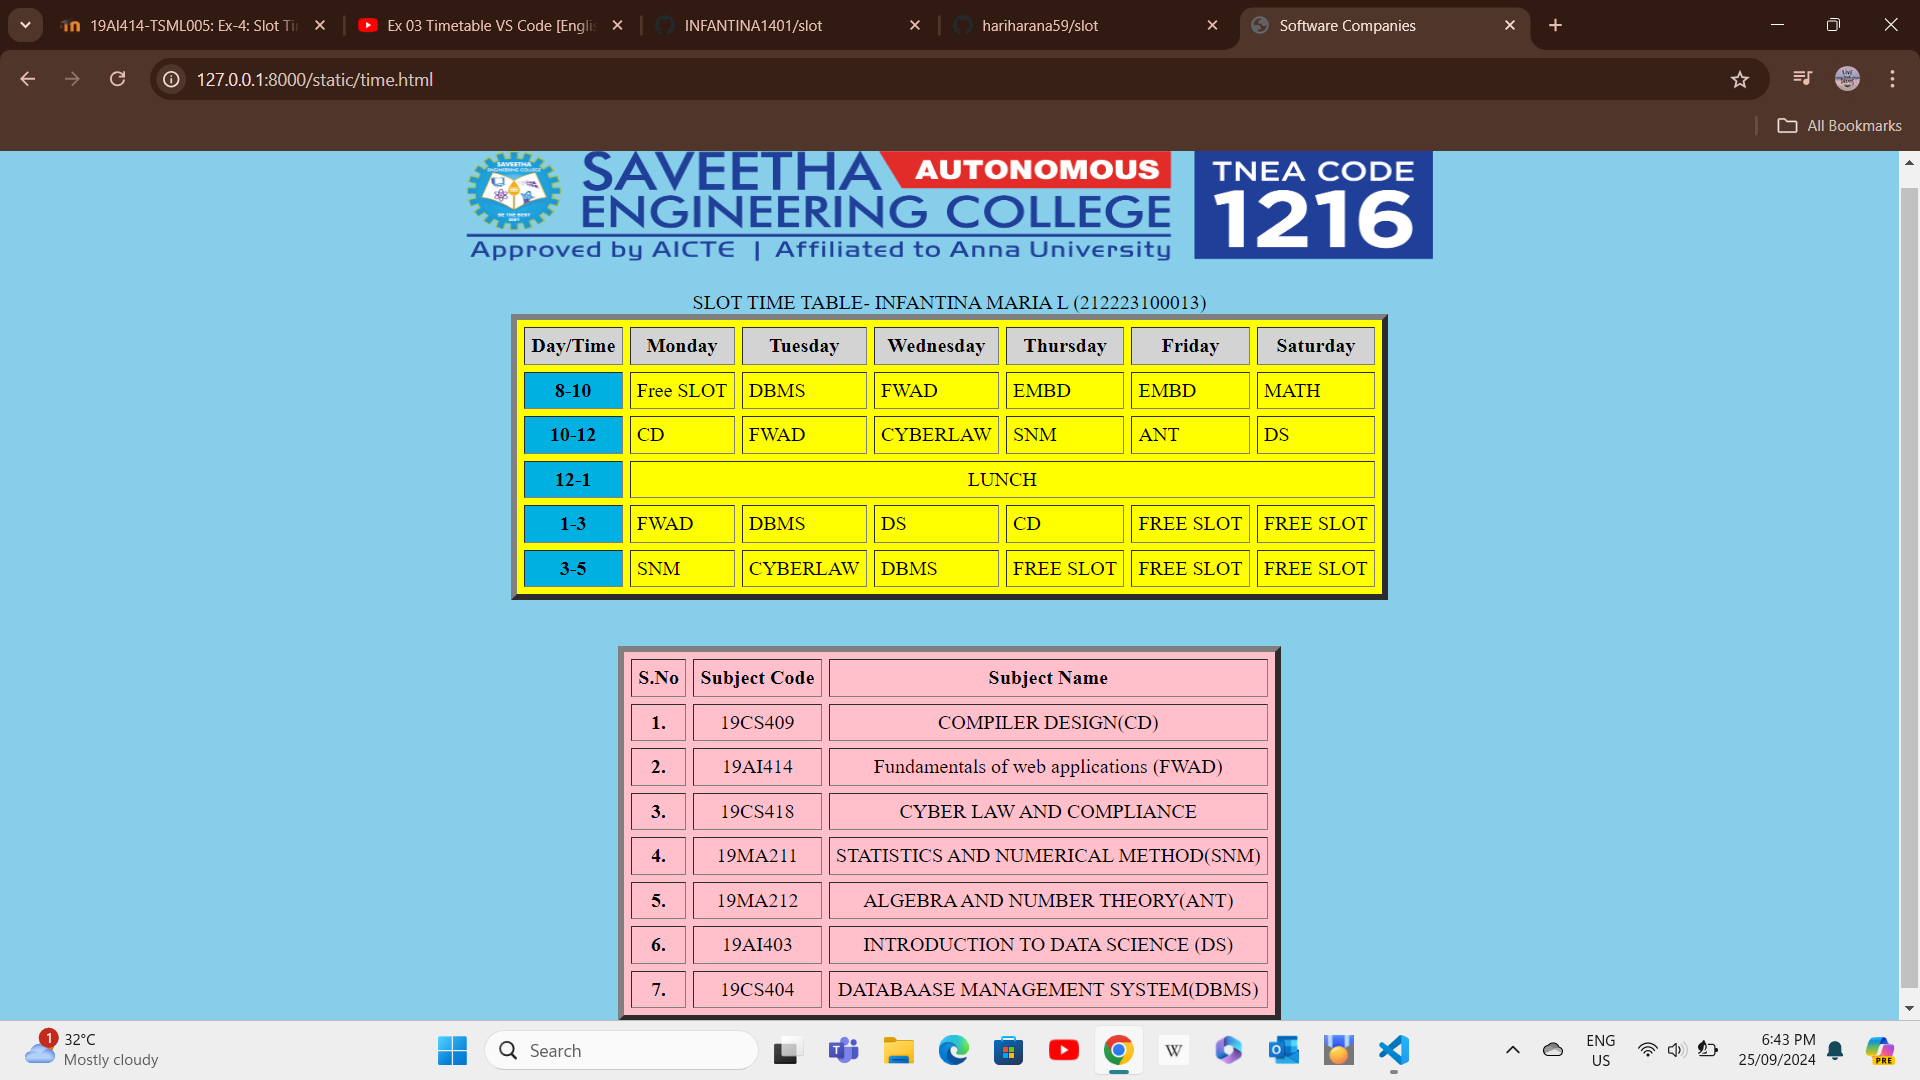 19AI414-TSML005: Ex-4: Slot Ti
Ex 03 Timetable VS Code [Englis
INFANTINA1401/slot
hariharana59/slot
Software Companies
127.0.0.1:8000/static/time.html
All Bookmarks
SAVEETHA
ENGINEERING COLLEGE
BE THE BEST
SAVEETHA AUTONOMOUS
ENGINEERING COLLEGE
Approved by AICTE | Affiliated to Anna University
TNEA CODE
1216
SLOT TIME TABLE- INFANTINA MARIA L (212223100013)
Day/Time Monday Tuesday Wednesday Thursday Friday Saturday
8-10 Free SLOT DBMS FWAD EMBD EMBD MATH
10-12 CD FWAD CYBERLAW SNM ANT DS
12-1 LUNCH
1-3 FWAD DBMS DS CD FREE SLOT FREE SLOT
3-5 SNM CYBERLAW DBMS FREE SLOT FREE SLOT FREE SLOT
S.No Subject Code Subject Name
1. 19CS409 COMPILER DESIGN(CD)
2. 19AI414 Fundamentals of web applications (FWAD)
3. 19CS418 CYBER LAW AND COMPLIANCE
4. 19MA211 STATISTICS AND NUMERICAL METHOD(SNM)
5. 19MA212 ALGEBRA AND NUMBER THEORY(ANT)
6. 19AI403 INTRODUCTION TO DATA SCIENCE (DS)
7. 19CS404 DATABAASE MANAGEMENT SYSTEM(DBMS)
1
32°C
Mostly cloudy
Search
T
W
PRE
ENG
US
6:43 PM
25/09/2024